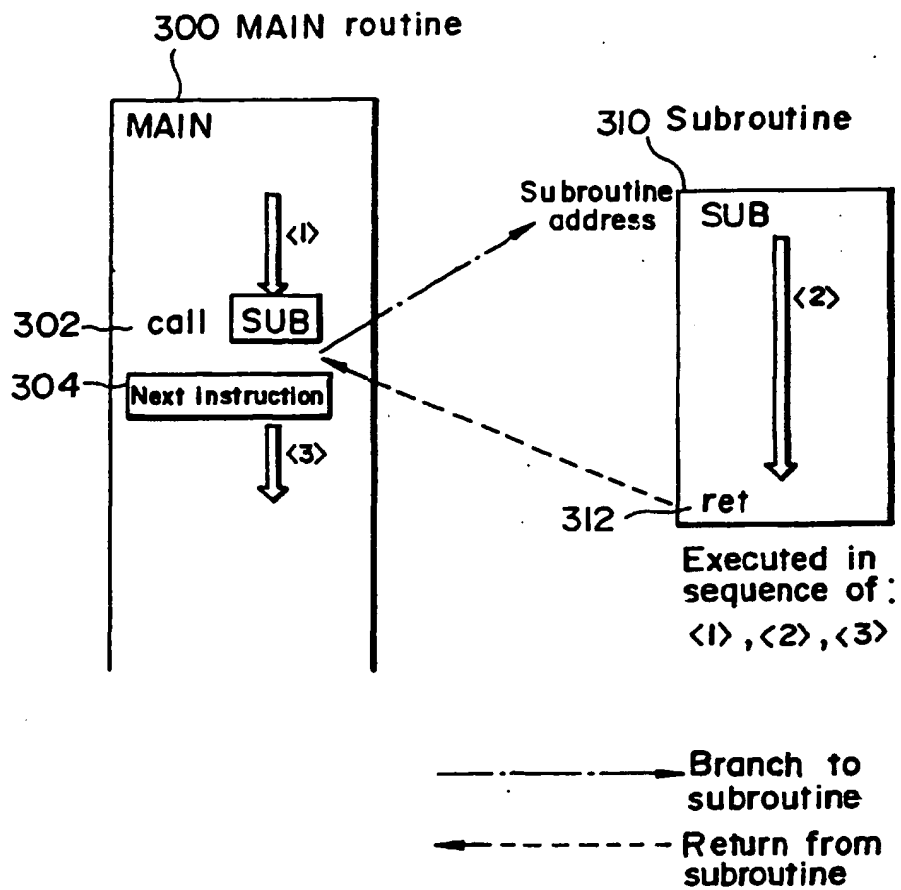 300 MAIN routine
MAIN
310 Subroutine
Subroutine
address
SUB
<1>
<2>
302 call SUB
304 Next instruction
<3>
312 ret
Executed in
sequence of :
<1>, <2>, <3>
Branch to
subroutine
Return from
subroutine